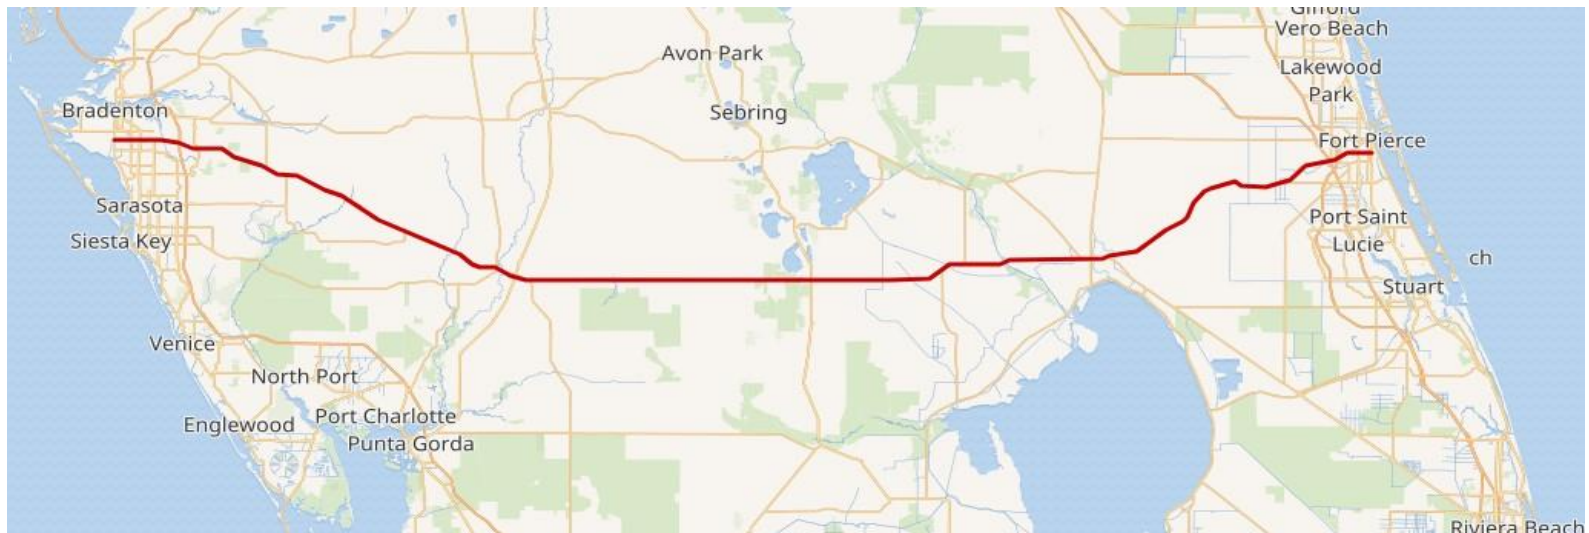 Gifford
Vero Beach
Avon Park
Lakewood
Park
Bradenton
Sebring
Fort Pierce
Sarasota
Port Saint
Lucie
Siesta Key
ch
Stuart
Venice
North Port
Port Charlotte
Englewood
Punta Gorda
Riviera Beach